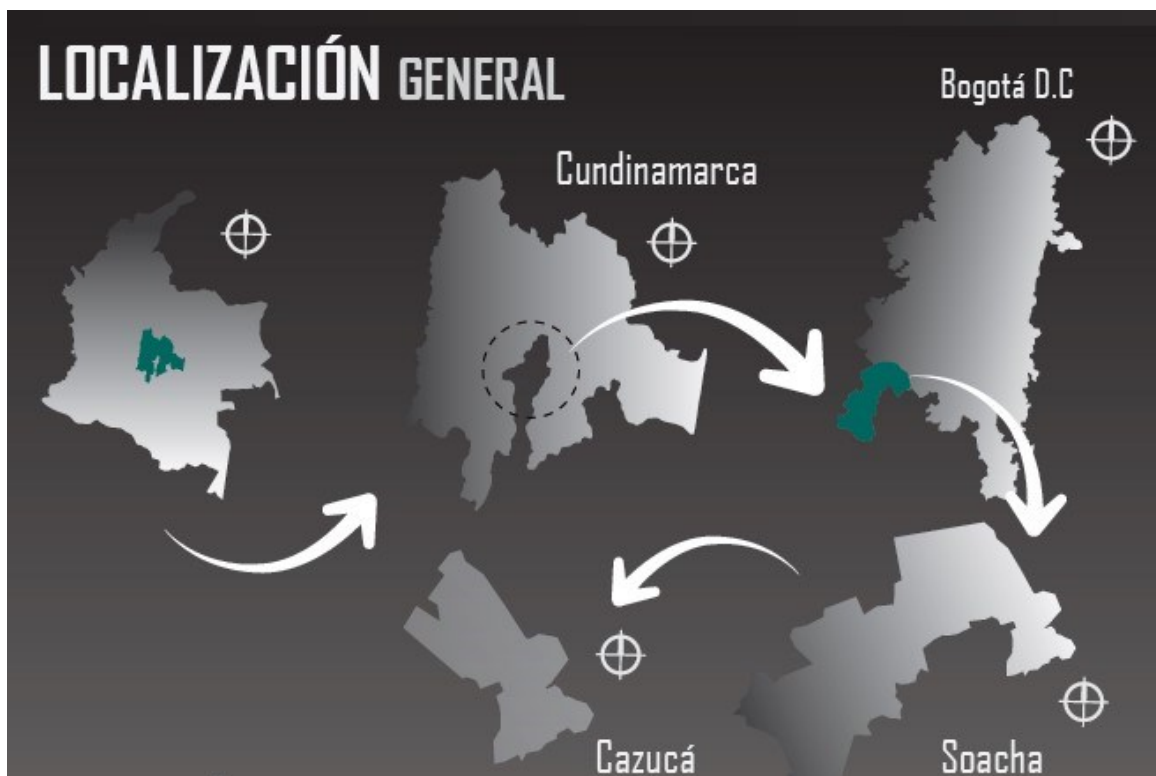 LOCALIZACIÓN GENERAL
Bogotá D.C
Cundinamarca
Cazucá
Soacha